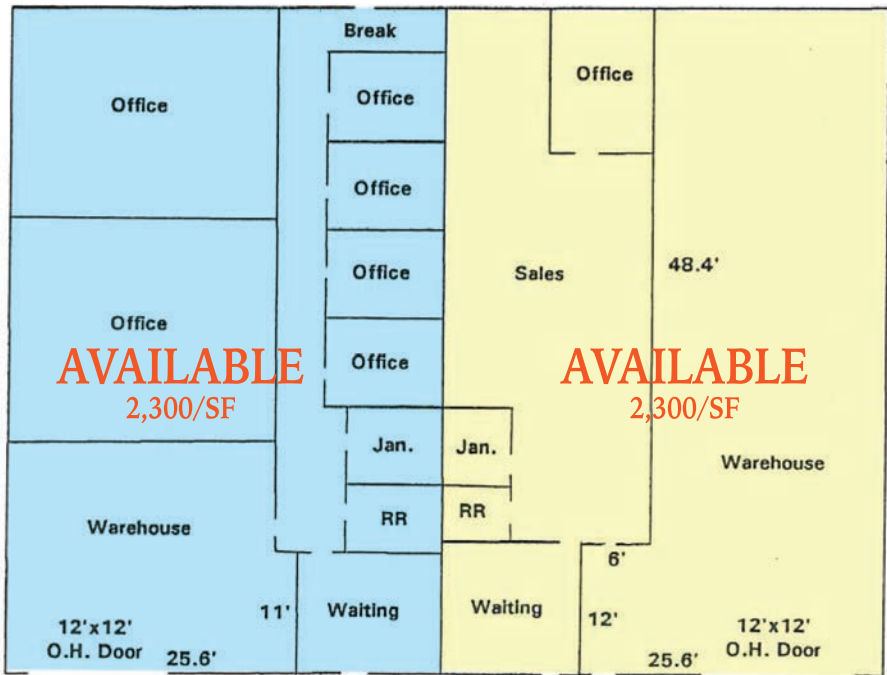 Break
Office
Office
Office
Office
Sales
48.4'
Office
Office
Office
AVAILABLE
2,300/SF
AVAILABLE
2,300/SF
Jan.
Jan.
Warehouse
Warehouse
RR
RR
6'
11'
Waiting
Waiting
12'
12'x12'
O.H. Door
25.6'
25.6'
12'x12'
O.H. Door